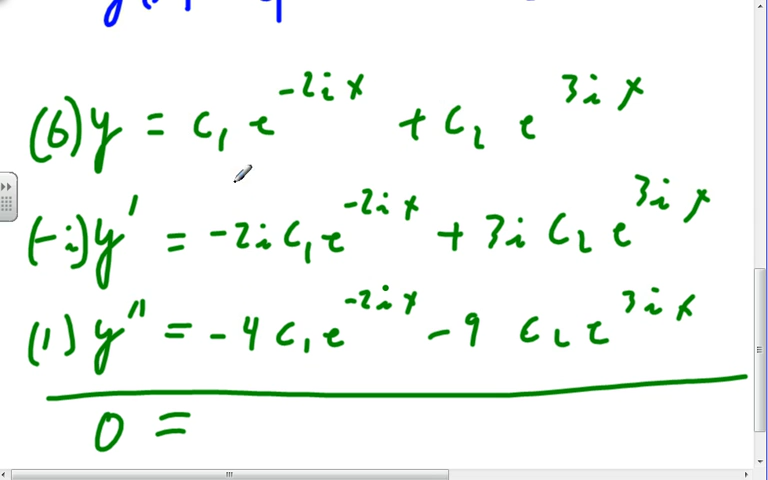 (6) y = c₁ e^{-2ix} + c₂ e^{3ix}
(-i) y' = -2i c₁ e^{-2ix} + 3i c₂ e^{3ix}
(1) y'' = -4 c₁ e^{-2ix} - 9 c₂ e^{3ix}
0 =